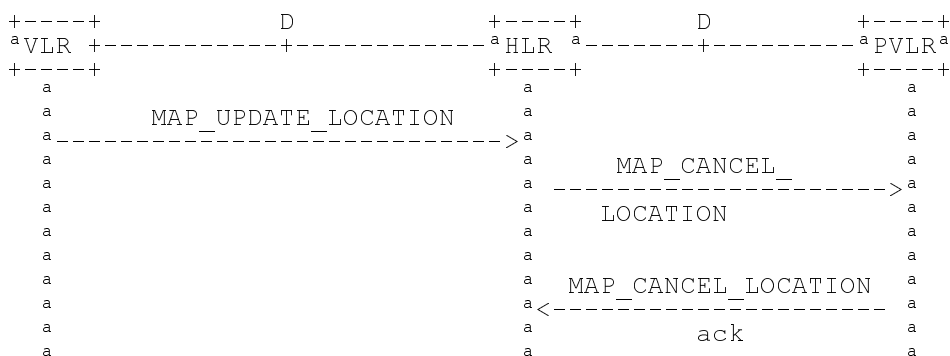 D D
VLR HLR PVLR
MAP_UPDATE_LOCATION
MAP_CANCEL_
LOCATION
MAP_CANCEL_LOCATION
ack